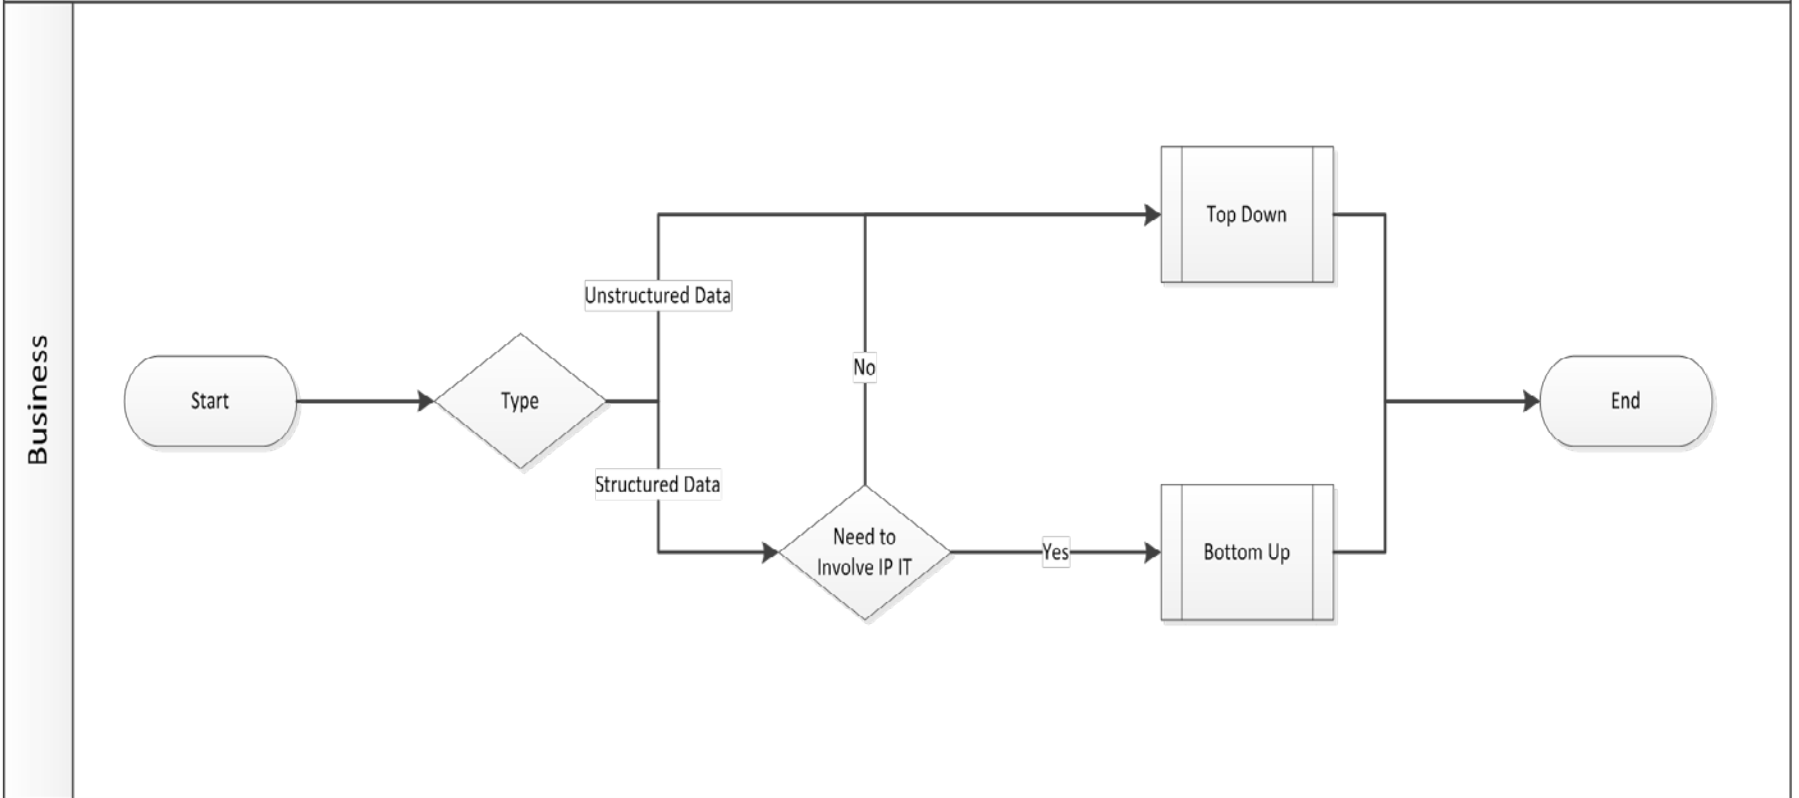 Business
Start
Type
Unstructured Data
Structured Data
No
Need to
Involve IP IT
Yes
Top Down
Bottom Up
End